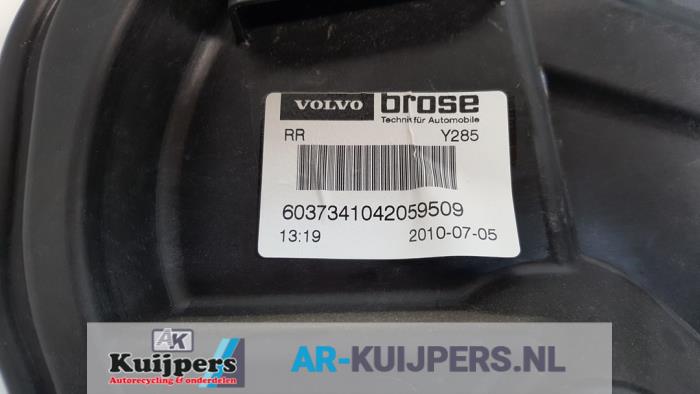 VOLVO brose
Technik für Automobile
RR Y285
6037341042059509
13:19 2010-07-05
AK
Kuijpers
Autorecycling & onderdelen
AR-KUIJPERS.NL